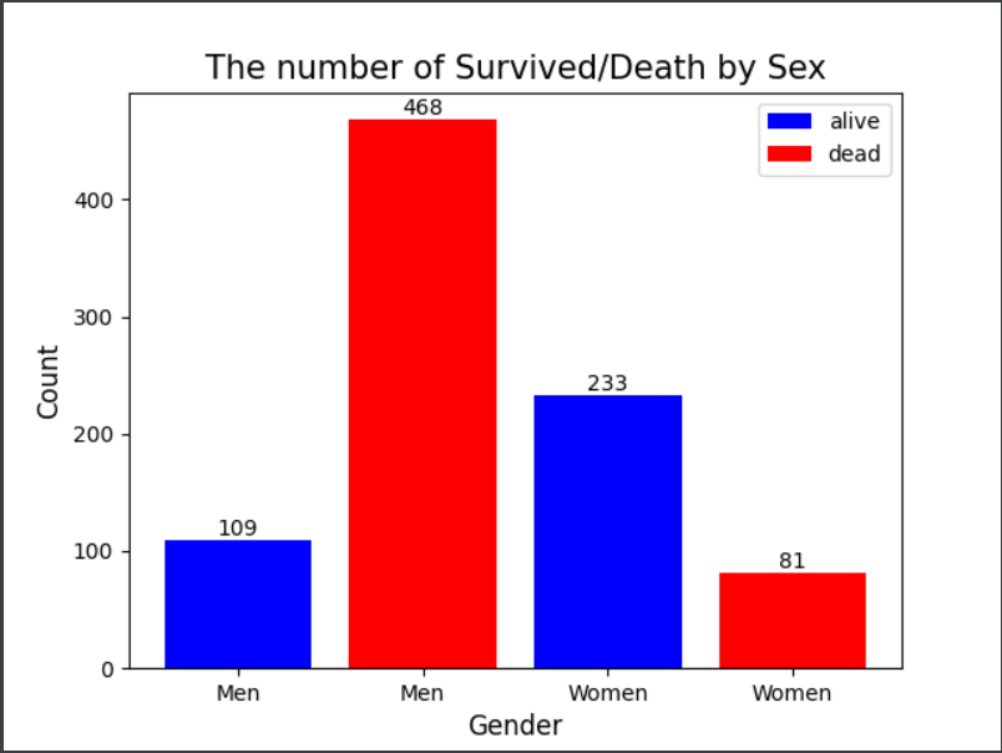 The number of Survived/Death by Sex
468
alive
dead
400
300
Count
233
200
109
100
81
0
Men
Men
Women
Women
Gender